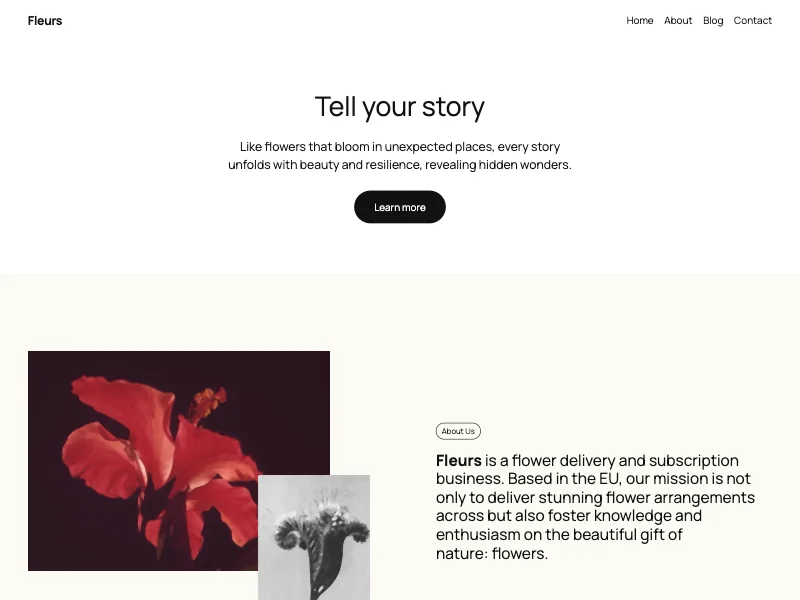 Fleurs
Home About Blog Contact
Tell your story
Like flowers that bloom in unexpected places, every story
unfolds with beauty and resilience, revealing hidden wonders.
Learn more
About Us
Fleurs is a flower delivery and subscription
business. Based in the EU, our mission is not
only to deliver stunning flower arrangements
across but also foster knowledge and
enthusiasm on the beautiful gift of
nature: flowers.